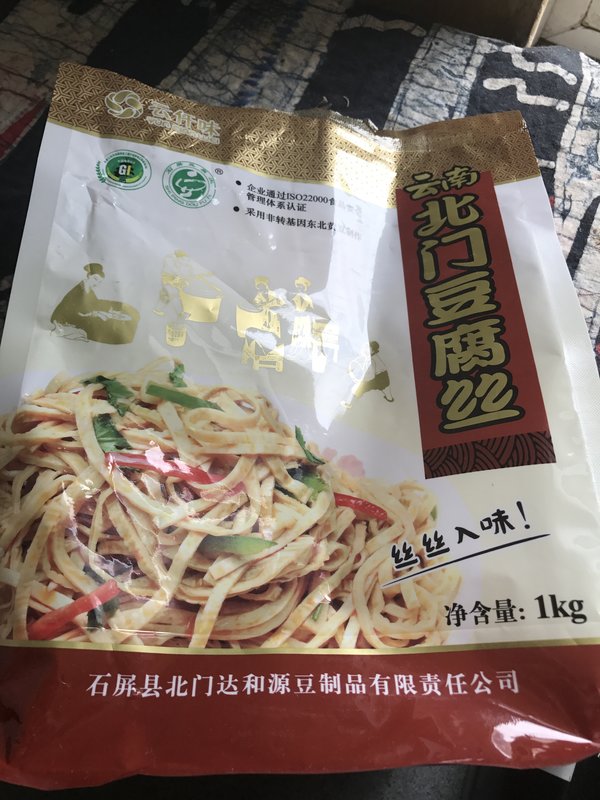 云作味
GI
®
● 企业通过ISO22000食
管理体系认证
● 采用非转基因东北
云南
北门豆腐丝
丝丝入味！
净含量: 1kg
石屏县北门达和源豆制品有限责任公司